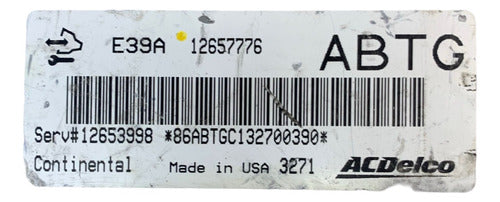 E39A 12657776 ABTG
Serv#12653998 *86ABTGC132700390*
Continental Made in USA 3271 ACDelco